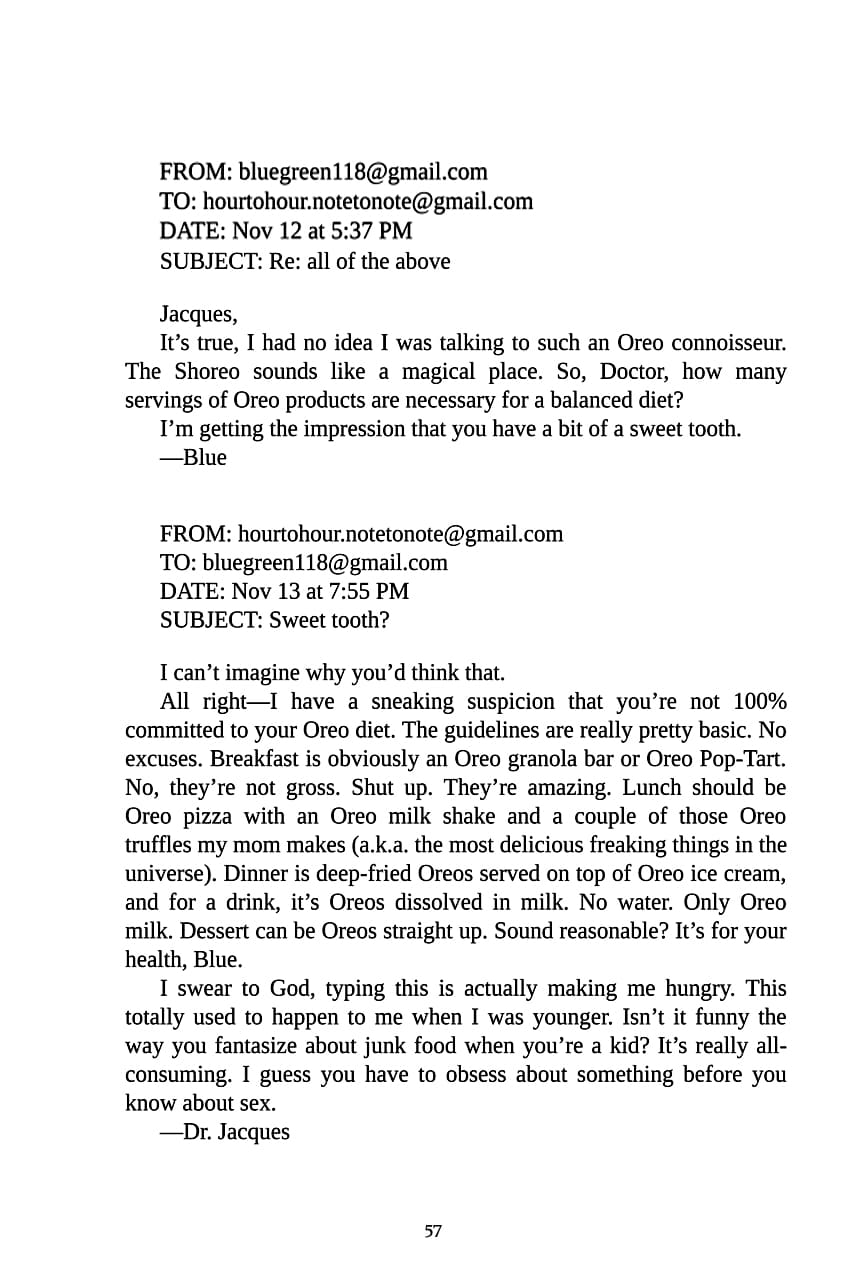 FROM: bluegreen118@gmail.com
TO: hourtohour.notetonote@gmail.com
DATE: Nov 12 at 5:37 PM
SUBJECT: Re: all of the above
Jacques,
It’s true, I had no idea I was talking to such an Oreo connoisseur.
The Shoreo sounds like a magical place. So, Doctor, how many
servings of Oreo products are necessary for a balanced diet?
I’m getting the impression that you have a bit of a sweet tooth.
—Blue
FROM: hourtohour.notetonote@gmail.com
TO: bluegreen118@gmail.com
DATE: Nov 13 at 7:55 PM
SUBJECT: Sweet tooth?
I can’t imagine why you’d think that.
All right—I have a sneaking suspicion that you’re not 100%
committed to your Oreo diet. The guidelines are really pretty basic. No
excuses. Breakfast is obviously an Oreo granola bar or Oreo Pop-Tart.
No, they’re not gross. Shut up. They’re amazing. Lunch should be
Oreo pizza with an Oreo milk shake and a couple of those Oreo
truffles my mom makes (a.k.a. the most delicious freaking things in the
universe). Dinner is deep-fried Oreos served on top of Oreo ice cream,
and for a drink, it’s Oreos dissolved in milk. No water. Only Oreo
milk. Dessert can be Oreos straight up. Sound reasonable? It’s for your
health, Blue.
I swear to God, typing this is actually making me hungry. This
totally used to happen to me when I was younger. Isn’t it funny the
way you fantasize about junk food when you’re a kid? It’s really all-
consuming. I guess you have to obsess about something before you
know about sex.
—Dr. Jacques
57